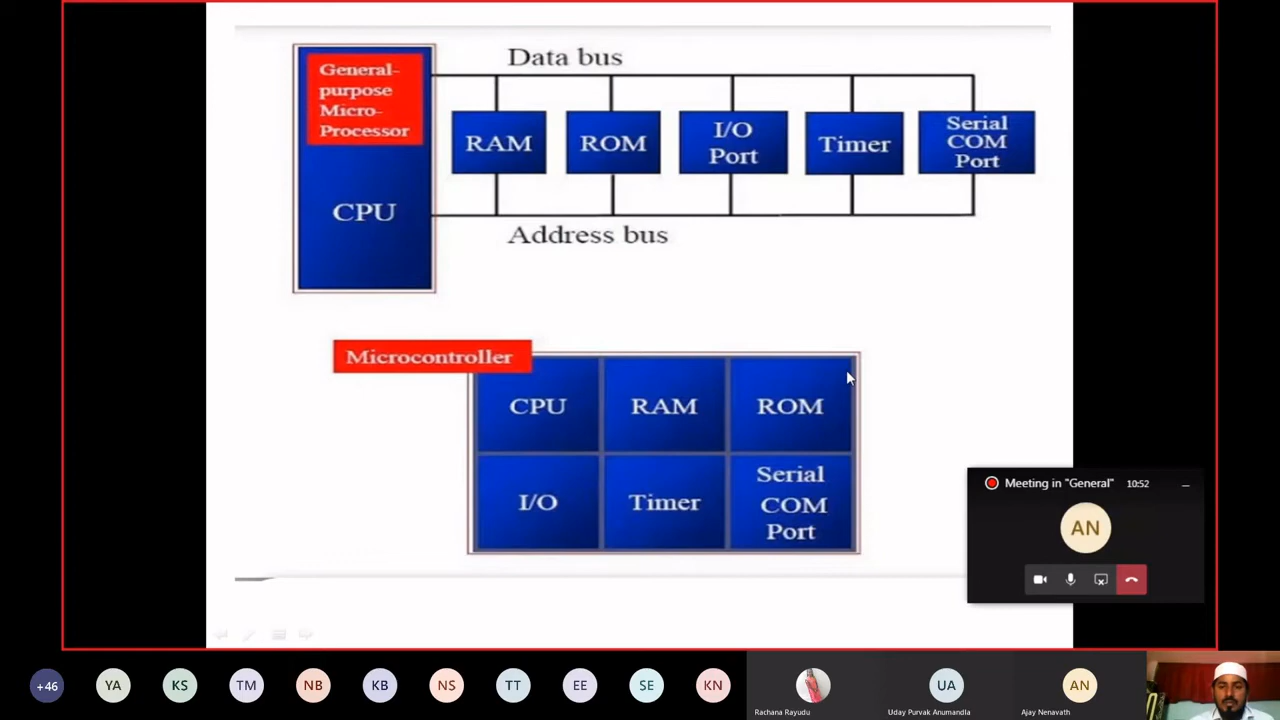 Data bus
General-
purpose
Micro-
Processor
CPU
RAM
ROM
I/O
Port
Timer
Serial
COM
Port
Address bus
Microcontroller
CPU
RAM
ROM
I/O
Timer
Serial
COM
Port
Meeting in "General"
10:52
AN
+46
YA
KS
TM
NB
KB
NS
TT
EE
SE
KN
Rachana Rayudu
UA
Uday Purvak Anumandla
AN
Ajay Nenavath